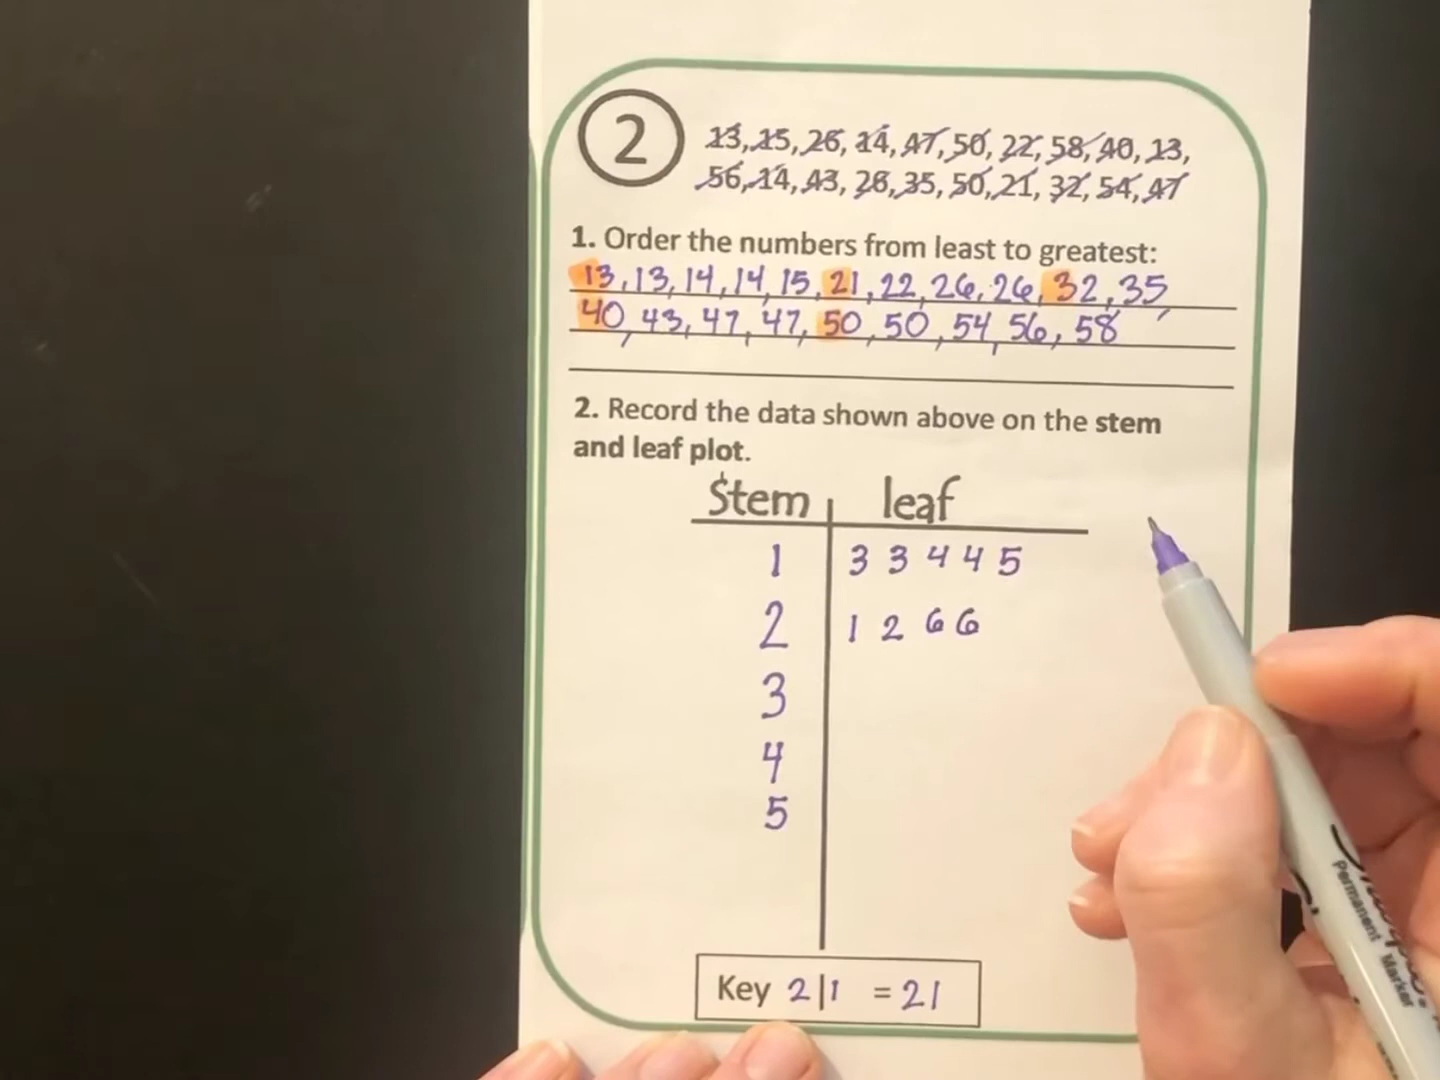 2
13, 15, 26, 14, 47, 50, 22, 58, 40, 13,
56, 14, 43, 26, 35, 50, 21, 32, 54, 47
1. Order the numbers from least to greatest:
13, 13, 14, 14, 15, 21, 22, 26, 26, 32, 35,
40, 43, 47, 47, 50, 50, 54, 56, 58
2. Record the data shown above on the stem
and leaf plot.
Stem leaf
1 3 3 4 4 5
2 1 2 6 6
3
4
5
Key 2|1 = 21
Permanent Marker